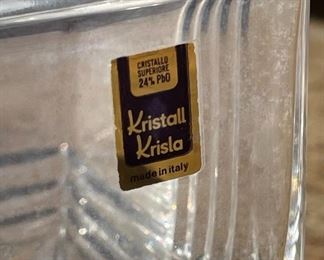 CRISTALLO
SUPERIORE
24% PbO
Kristall
Krisla
made in italy